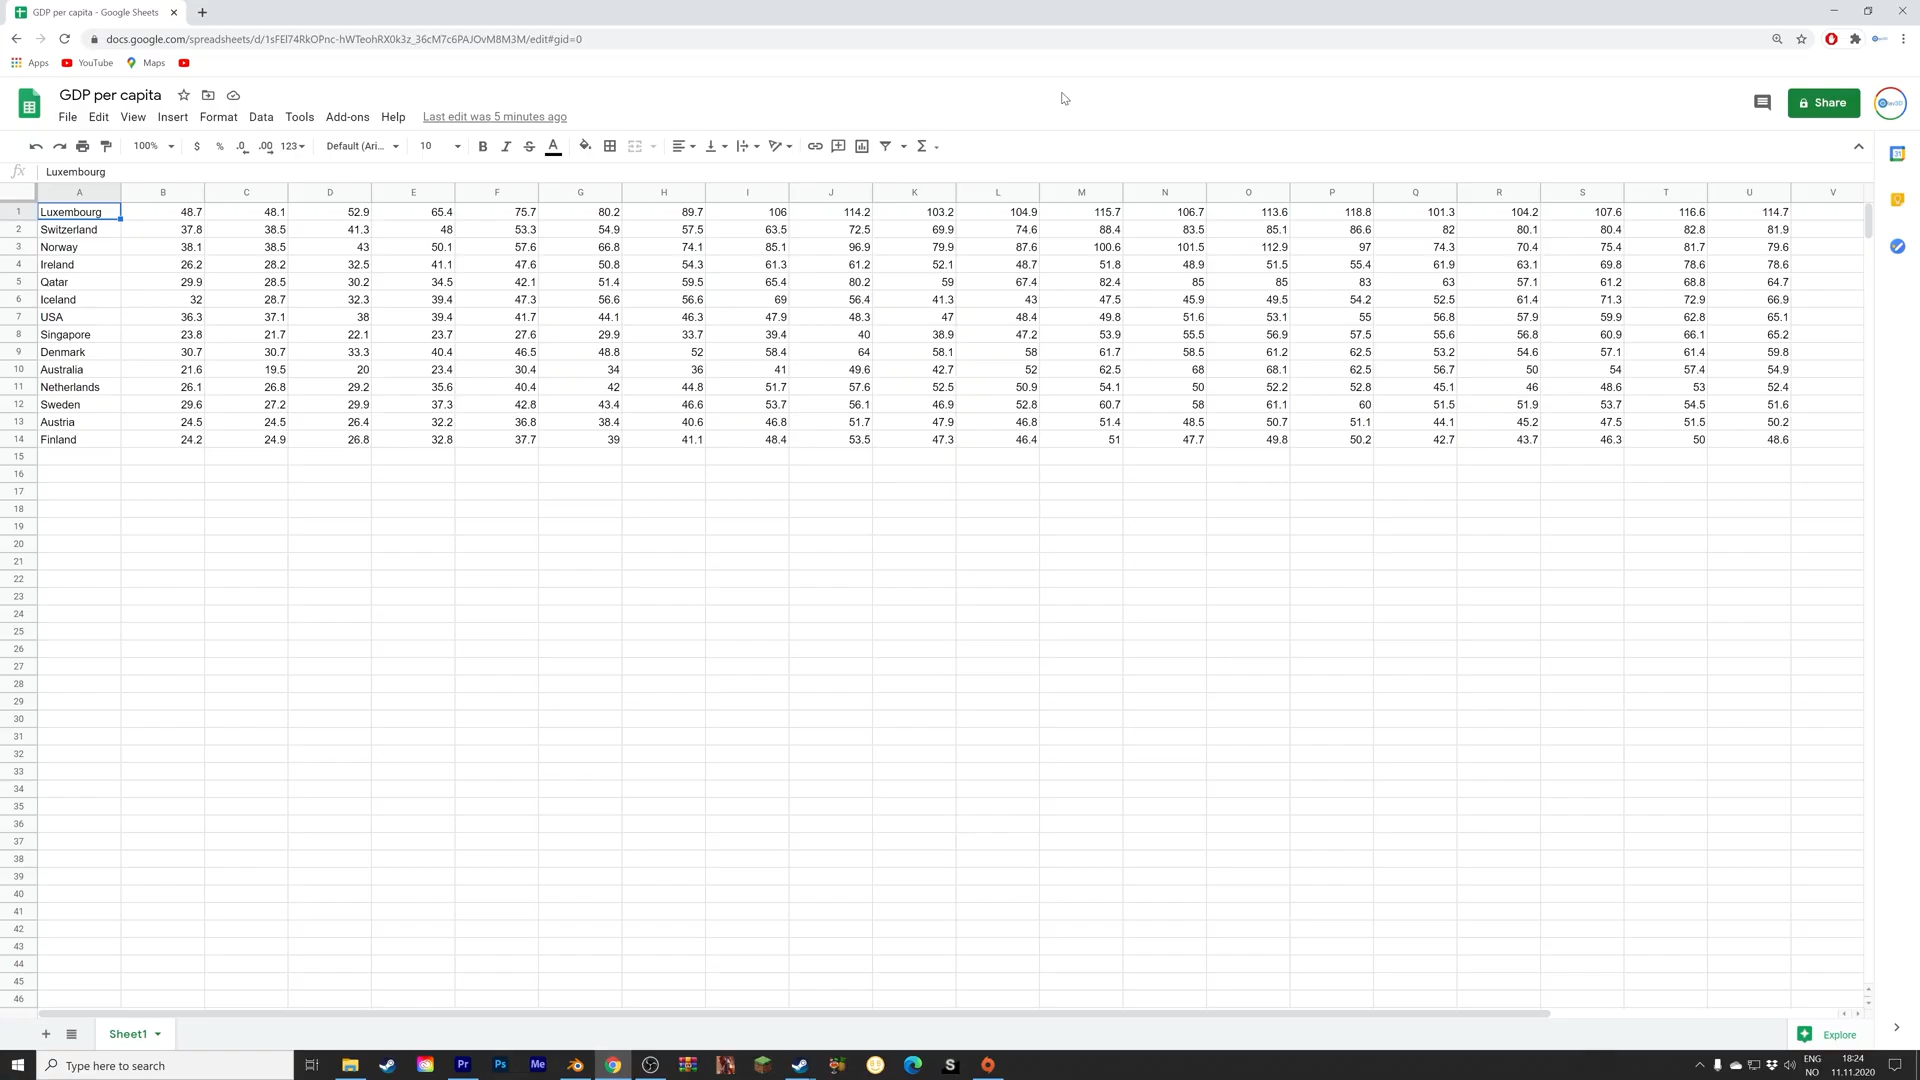 GDP per capita - Google Sheets
docs.google.com/spreadsheets/d/1sFEl74RkOPnc-hWTeohRX0k3z_36cM7c6PAJOvM8M3M/edit#gid=0
Apps YouTube Maps
GDP per capita
Share
File Edit View Insert Format Data Tools Add-ons Help Last edit was 5 minutes ago
100% $ % .0 .00 123 Default (Ari... 10 B I S A
fx Luxembourg
A B C D E F G H I J K L M N O P Q R S T U V
1 Luxembourg 48.7 48.1 52.9 65.4 75.7 80.2 89.7 106 114.2 103.2 104.9 115.7 106.7 113.6 118.8 101.3 104.2 107.6 116.6 114.7
2 Switzerland 37.8 38.5 41.3 48 53.3 54.9 57.5 63.5 72.5 69.9 74.6 88.4 83.5 85.1 86.6 82 80.1 80.4 82.8 81.9
3 Norway 38.1 38.5 43 50.1 57.6 66.8 74.1 85.1 96.9 79.9 87.6 100.6 101.5 112.9 97 74.3 70.4 75.4 81.7 79.6
4 Ireland 26.2 28.2 32.5 41.1 47.6 50.8 54.3 61.3 61.2 52.1 48.7 51.8 48.9 51.5 55.4 61.9 63.1 69.8 78.6 78.6
5 Qatar 29.9 28.5 30.2 34.5 42.1 51.4 59.5 65.4 80.2 59 67.4 82.4 85 85 83 63 57.1 61.2 68.8 64.7
6 Iceland 32 28.7 32.3 39.4 47.3 56.6 56.6 69 56.4 41.3 43 47.5 45.9 49.5 54.2 52.5 61.4 71.3 72.9 66.9
7 USA 36.3 37.1 38 39.4 41.7 44.1 46.3 47.9 48.3 47 48.4 49.8 51.6 53.1 55 56.8 57.9 59.9 62.8 65.1
8 Singapore 23.8 21.7 22.1 23.7 27.6 29.9 33.7 39.4 40 38.9 47.2 53.9 55.5 56.9 57.5 55.6 56.8 60.9 66.1 65.2
9 Denmark 30.7 30.7 33.3 40.4 46.5 48.8 52 58.4 64 58.1 58 61.7 58.5 61.2 62.5 53.2 54.6 57.1 61.4 59.8
10 Australia 21.6 19.5 20 23.4 30.4 34 36 41 49.6 42.7 52 62.5 68 68.1 62.5 56.7 50 54 57.4 54.9
11 Netherlands 26.1 26.8 29.2 35.6 40.4 42 44.8 51.7 57.6 52.5 50.9 54.1 50 52.2 52.8 45.1 46 48.6 53 52.4
12 Sweden 29.6 27.2 29.9 37.3 42.8 43.4 46.6 53.7 56.1 46.9 52.8 60.7 58 61.1 60 51.5 51.9 53.7 54.5 51.6
13 Austria 24.5 24.5 26.4 32.2 36.8 38.4 40.6 46.8 51.7 47.9 46.8 51.4 48.5 50.7 51.1 44.1 45.2 47.5 51.5 50.2
14 Finland 24.2 24.9 26.8 32.8 37.7 39 41.1 48.4 53.5 47.3 46.4 51 47.7 49.8 50.2 42.7 43.7 46.3 50 48.6
15
16
17
18
19
20
21
22
23
24
25
26
27
28
29
30
31
32
33
34
35
36
37
38
39
40
41
42
43
44
45
46
Sheet1
Explore
Type here to search
Pr Ps Me S
ENG 18:24
NO 11.11.2020